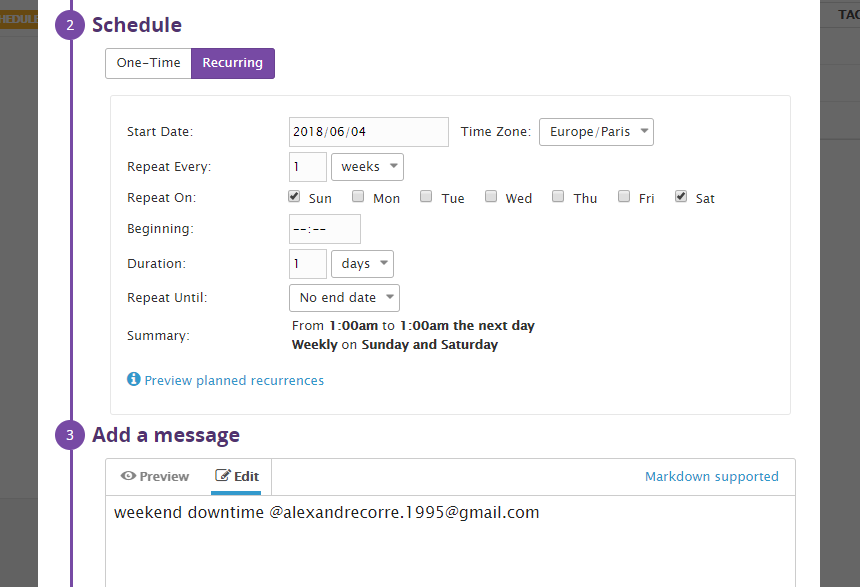 2 Schedule
One-Time Recurring
Start Date: 2018/06/04 Time Zone: Europe/Paris
Repeat Every: 1 weeks
Repeat On: Sun Mon Tue Wed Thu Fri Sat
Beginning: --:--
Duration: 1 days
Repeat Until: No end date
Summary: From 1:00am to 1:00am the next day
Weekly on Sunday and Saturday
Preview planned recurrences
3 Add a message
Preview Edit Markdown supported
weekend downtime @alexandrecorre.1995@gmail.com